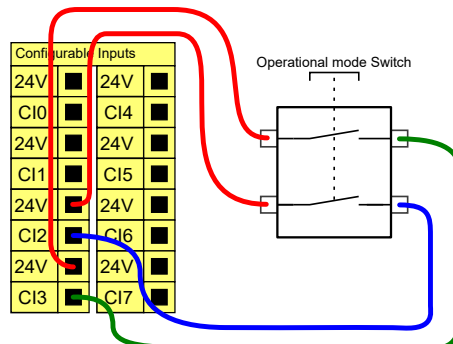 Configurable Inputs
24V 24V
CI0 CI4
24V 24V
CI1 CI5
24V 24V
CI2 CI6
24V 24V
CI3 CI7
Operational mode Switch